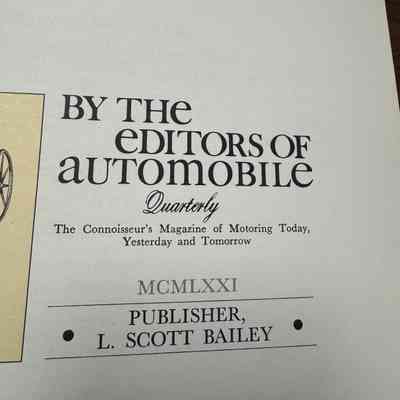 BY THE
EDITORS OF
AUTOMOBILE
Quarterly
The Connoisseur's Magazine of Motoring Today,
Yesterday and Tomorrow
MCMLXXI
PUBLISHER,
• L. SCOTT BAILEY •